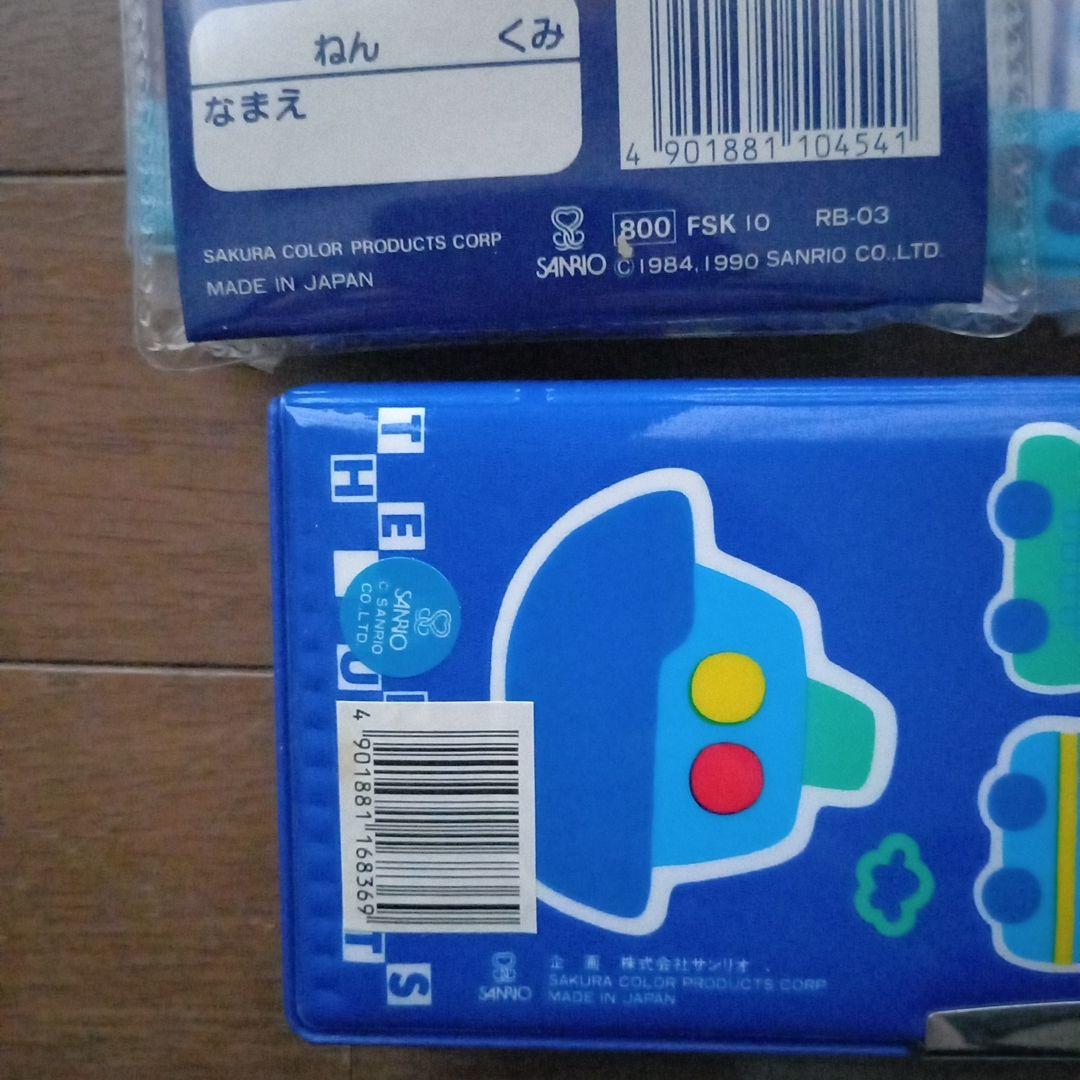 ねん くみ
なまえ
4 901881 104541
SAKURA COLOR PRODUCTS CORP
MADE IN JAPAN
SANRIO
800 FSK 10 RB-03
© 1984, 1990 SANRIO CO.,LTD.
THE
U
TS
SANRIO
© SANRIO
CO.,LTD
4 901881 168369
SANRIO
企画 株式会社サンリオ
SAKURA COLOR PRODUCTS CORP
MADE IN JAPAN